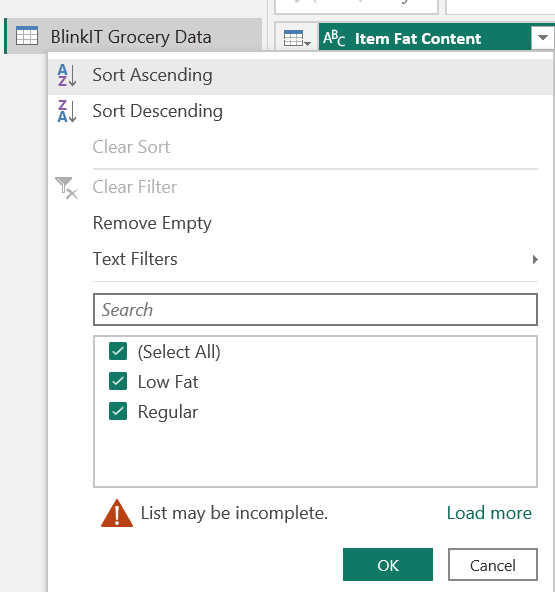 BlinkIT Grocery Data
ABC Item Fat Content
A Z Sort Ascending
Z A Sort Descending
Clear Sort
Clear Filter
Remove Empty
Text Filters
Search
(Select All)
Low Fat
Regular
List may be incomplete. Load more
OK Cancel